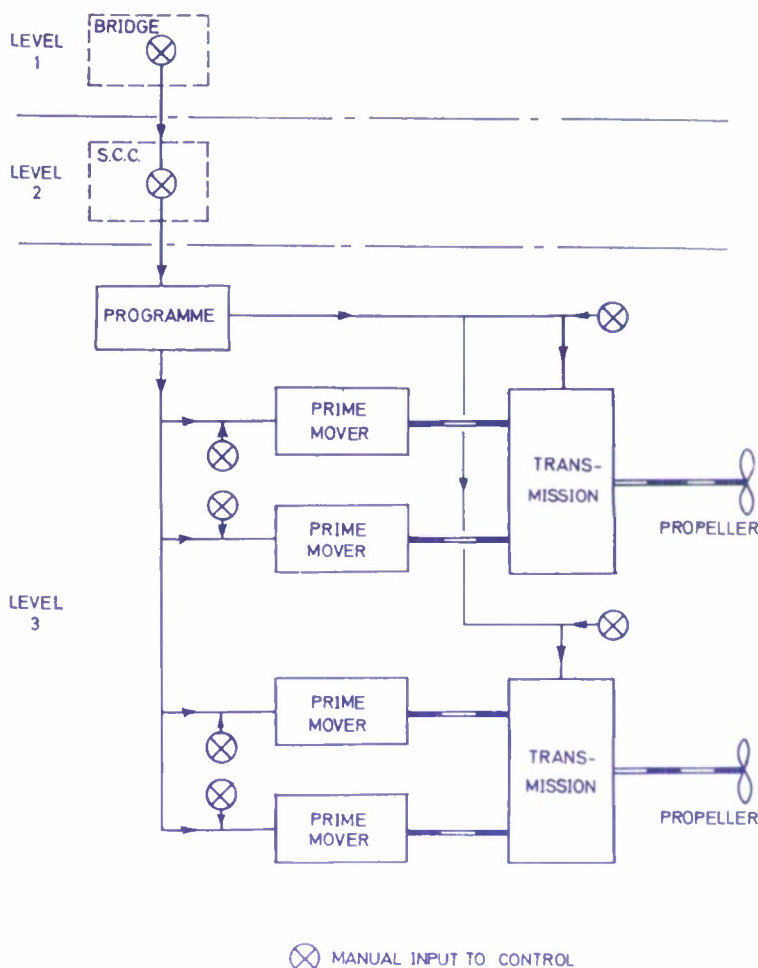 BRIDGE
LEVEL
1
S.C.C.
LEVEL
2
PROGRAMME
PRIME
MOVER
TRANS-
MISSION
PROPELLER
PRIME
MOVER
LEVEL
3
PRIME
MOVER
TRANS-
MISSION
PROPELLER
PRIME
MOVER
MANUAL INPUT TO CONTROL